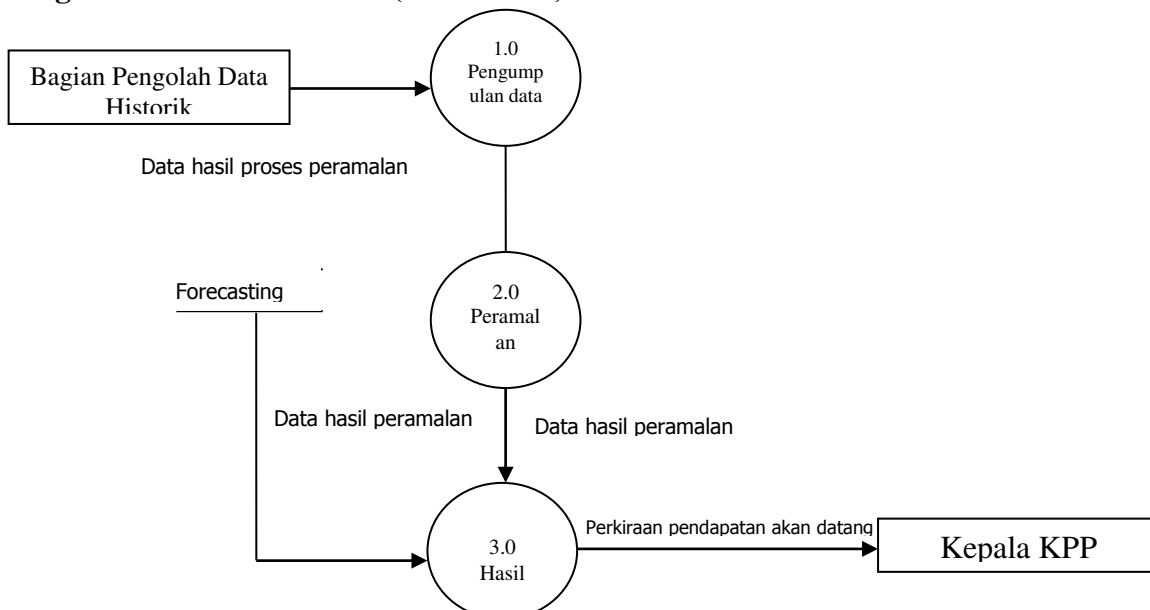 1.0
Pengump
ulan data
Bagian Pengolah Data
Historik
Data hasil proses peramalan
Forecasting
2.0
Peramal
an
Data hasil peramalan
Data hasil peramalan
Perkiraan pendapatan akan datang
Kepala KPP
3.0
Hasil